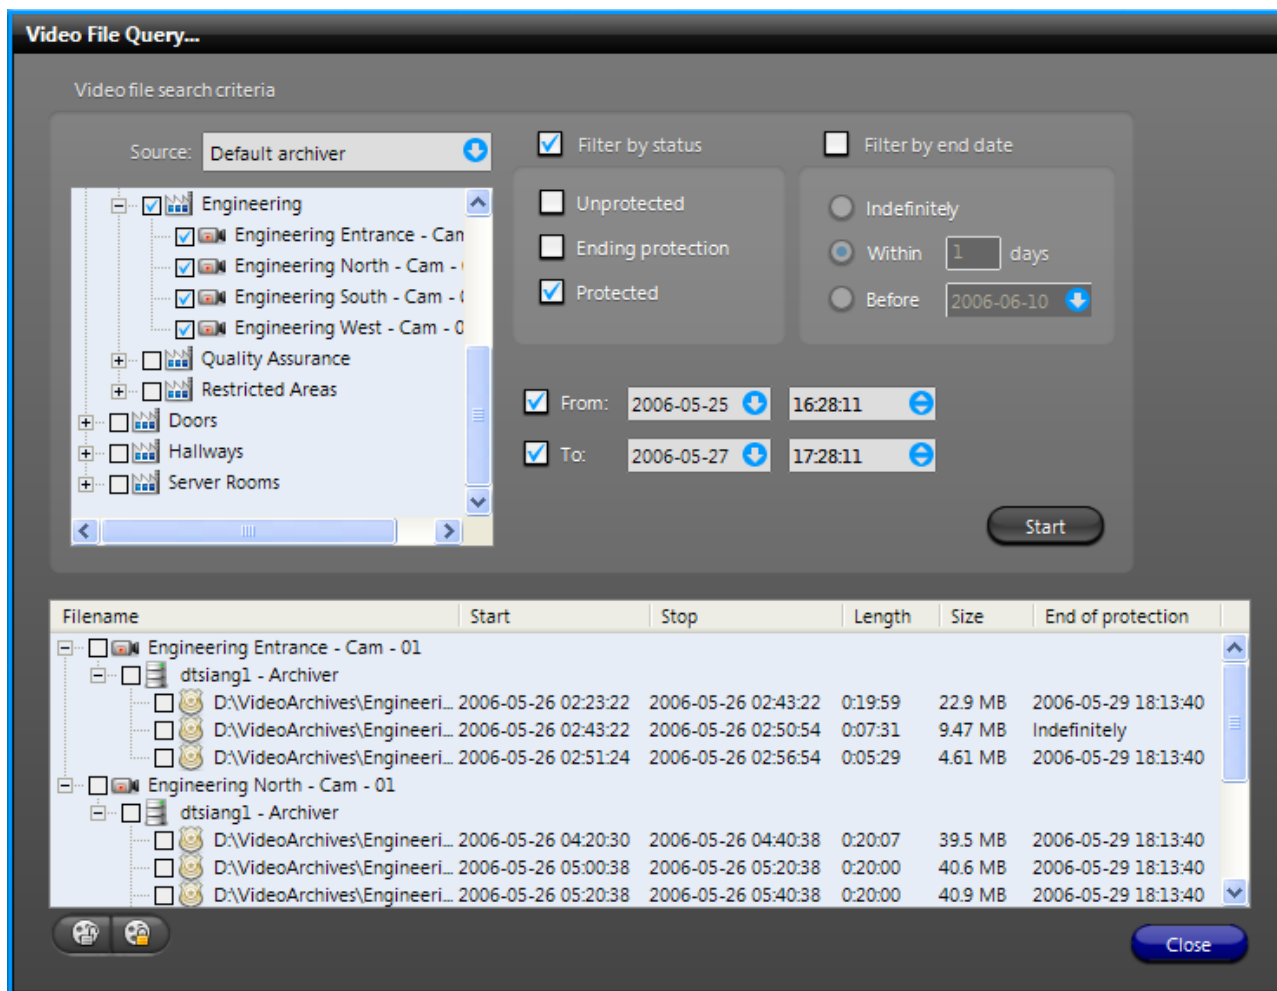 Video File Query...
Video file search criteria
Source: Default archiver
Engineering
Engineering Entrance - Cam
Engineering North - Cam -
Engineering South - Cam -
Engineering West - Cam - 0
Quality Assurance
Restricted Areas
Doors
Hallways
Server Rooms
Filter by status
Unprotected
Ending protection
Protected
Filter by end date
Indefinitely
Within 1 days
Before 2006-06-10
From: 2006-05-25 16:28:11
To: 2006-05-27 17:28:11
Start
Filename Start Stop Length Size End of protection
Engineering Entrance - Cam - 01
dtsiang1 - Archiver
D:\VideoArchives\Engineeri... 2006-05-26 02:23:22 2006-05-26 02:43:22 0:19:59 22.9 MB 2006-05-29 18:13:40
D:\VideoArchives\Engineeri... 2006-05-26 02:43:22 2006-05-26 02:50:54 0:07:31 9.47 MB Indefinitely
D:\VideoArchives\Engineeri... 2006-05-26 02:51:24 2006-05-26 02:56:54 0:05:29 4.61 MB 2006-05-29 18:13:40
Engineering North - Cam - 01
dtsiang1 - Archiver
D:\VideoArchives\Engineeri... 2006-05-26 04:20:30 2006-05-26 04:40:38 0:20:07 39.5 MB 2006-05-29 18:13:40
D:\VideoArchives\Engineeri... 2006-05-26 05:00:38 2006-05-26 05:20:38 0:20:00 40.6 MB 2006-05-29 18:13:40
D:\VideoArchives\Engineeri... 2006-05-26 05:20:38 2006-05-26 05:40:38 0:20:00 40.9 MB 2006-05-29 18:13:40
Close